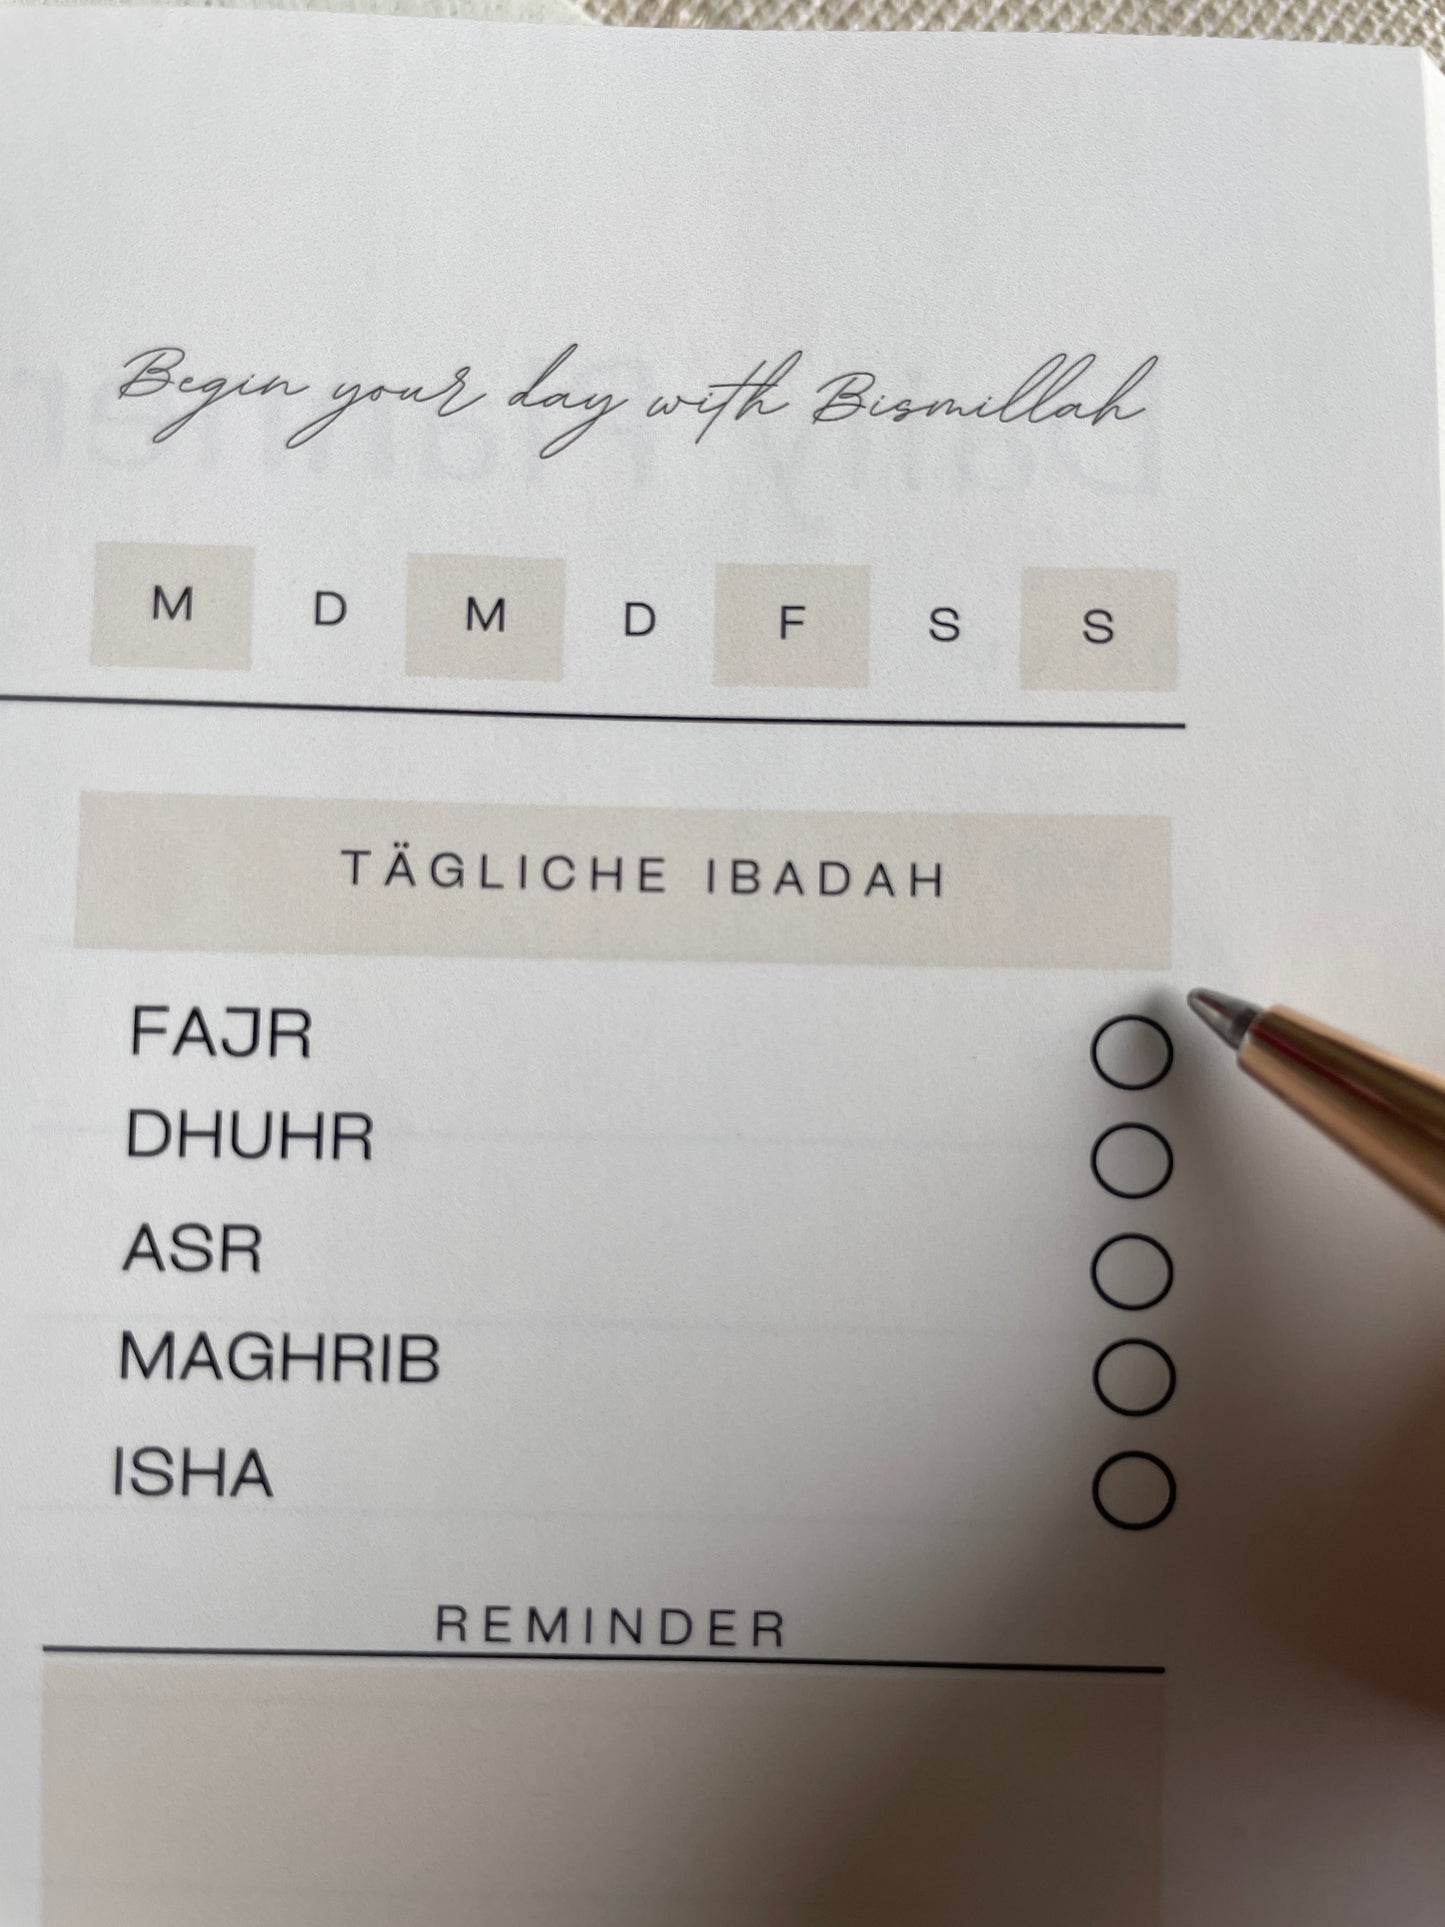 Begin your day with Bismillah
M D M D F S S
TÄGLICHE IBADAH
FAJR
DHUHR
ASR
MAGHRIB
ISHA
REMINDER